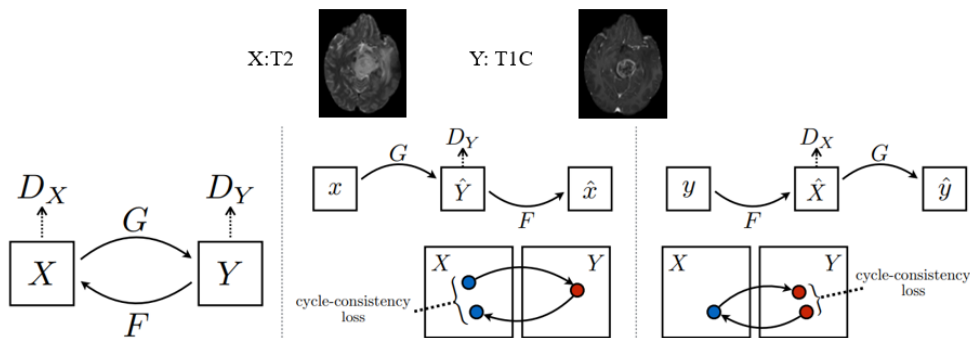 X:T2
Y: T1C
D_X
D_Y
G
X
Y
F
D_Y
G
x
Ŷ
x̂
F
X
Y
cycle-consistency
loss
D_X
G
y
X̂
ŷ
F
X
Y
cycle-consistency
loss